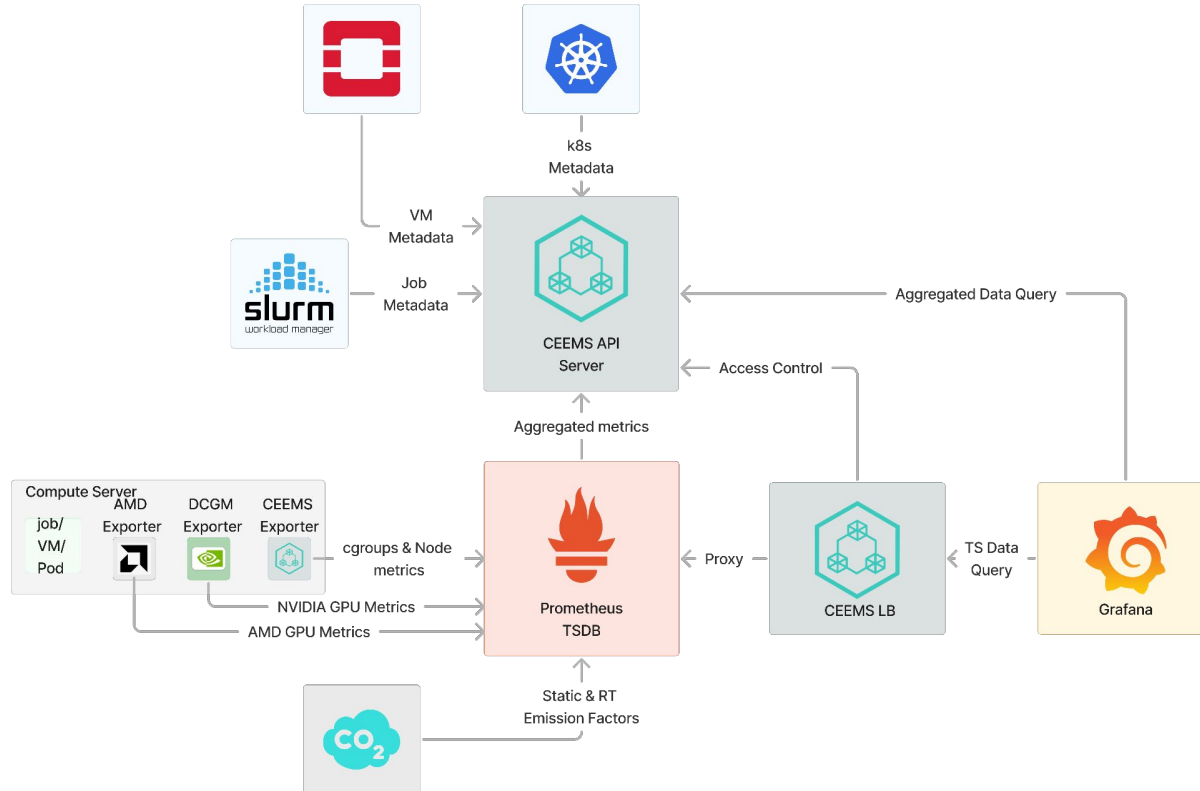 k8s
Metadata
VM
Metadata
slurm
workload manager
Job
Metadata
CEEMS API
Server
Aggregated Data Query
Access Control
Aggregated metrics
Compute Server
job/
VM/
Pod
AMD
Exporter
DCGM
Exporter
CEEMS
Exporter
cgroups & Node
metrics
NVIDIA GPU Metrics
AMD GPU Metrics
Prometheus
TSDB
Proxy
CEEMS LB
TS Data
Query
Grafana
Static & RT
Emission Factors
CO2